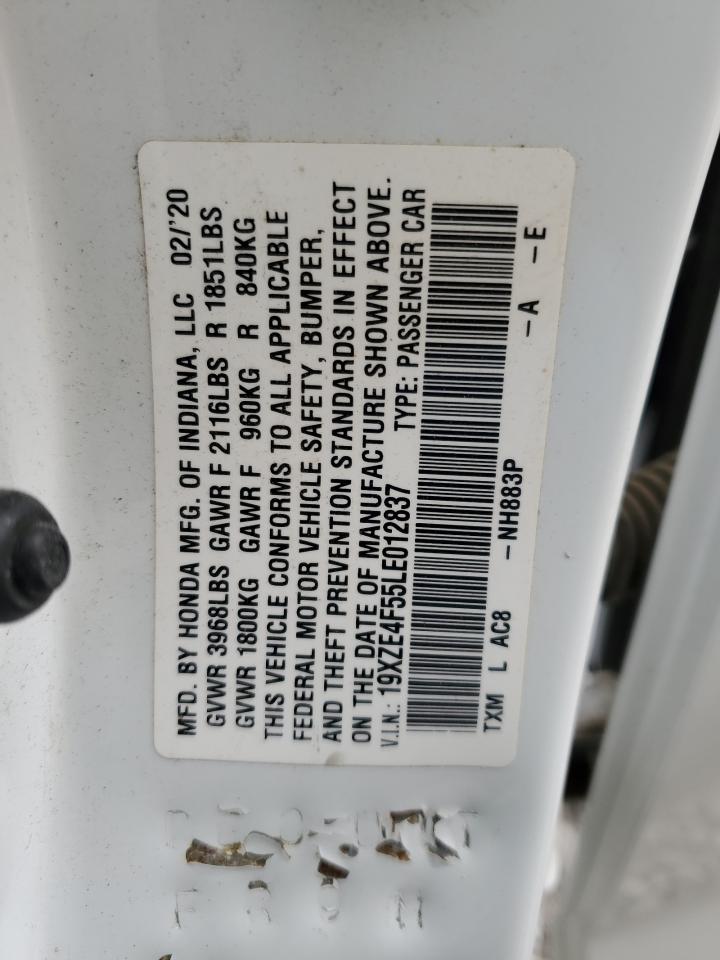 MFD. BY HONDA MFG. OF INDIANA, LLC 02/'20
GVWR 3968LBS GAWR F 2116LBS R 1851LBS
GVWR 1800KG GAWR F 960KG R 840KG
THIS VEHICLE CONFORMS TO ALL APPLICABLE
FEDERAL MOTOR VEHICLE SAFETY, BUMPER,
AND THEFT PREVENTION STANDARDS IN EFFECT
ON THE DATE OF MANUFACTURE SHOWN ABOVE.
V.I.N.: 19XZE4F55LE012837 TYPE: PASSENGER CAR
TXM L AC8 -NH883P -A -E
FROM